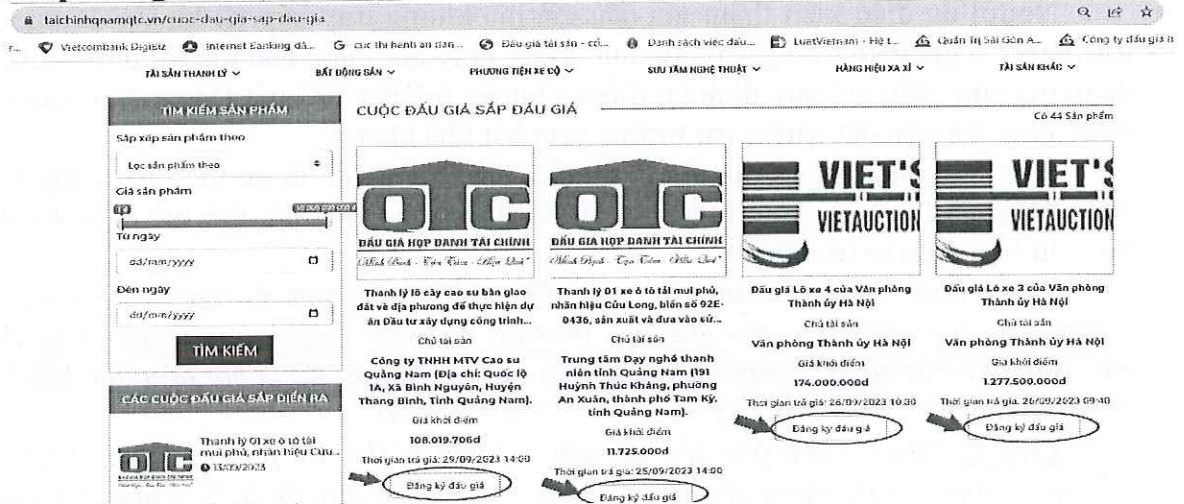 taichinhqnamqtc.vn/cuoc-dau-gia-sap-dau-gia
Vietcombank Digibiz
Internet Banking dà...
Đấu giá tài sản - cổ...
Danh sách việc đấu...
LuatVietnam - Hệ t...
Quản Trị Sài Gòn A...
Công ty đấu giá
TÀI SẢN THANH LÝ
BẤT ĐỘNG SẢN
PHƯƠNG TIỆN XE CỘ
SƯU TẦM NGHỆ THUẬT
HÀNG HIỆU XA XỈ
TÀI SẢN KHÁC
TÌM KIẾM SẢN PHẨM
Sắp xếp sản phẩm theo
Lọc sản phẩm theo
Giá sản phẩm
Từ ngày
dd/mm/yyyy
Đến ngày
dd/mm/yyyy
TÌM KIẾM
CÁC CUỘC ĐẤU GIÁ SẮP DIỄN RA
Thanh lý 01 xe ô tô tải
mui phủ, nhãn hiệu Cửu...
13/09/2023
CUỘC ĐẤU GIÁ SẮP ĐẤU GIÁ
Có 44 Sản phẩm
QTC
ĐẤU GIÁ HỢP DANH TÀI CHÍNH
Thanh lý lô cây cao su bàn giao
đất về địa phương để thực hiện dự
án Đầu tư xây dựng công trình...
Chủ tài sản
Công ty TNHH MTV Cao su
Quảng Nam (Địa chỉ: Quốc lộ
1A, Xã Bình Nguyên, Huyện
Thang Bình, Tỉnh Quảng Nam).
Giá khởi điểm
108.019.706đ
Thời gian trả giá: 29/09/2023 14:00
Đăng ký đấu giá
QTC
ĐẤU GIÁ HỢP DANH TÀI CHÍNH
Thanh lý 01 xe ô tô tải mui phủ,
nhãn hiệu Cửu Long, biển số 92E-
0436, sản xuất và đưa vào sử...
Chủ tài sản
Trung tâm Dạy nghề thanh
niên tỉnh Quảng Nam (191
Huỳnh Thúc Kháng, phường
An Xuân, thành phố Tam Kỳ,
tỉnh Quảng Nam).
Giá khởi điểm
11.725.000đ
Thời gian trả giá: 25/09/2023 14:00
Đăng ký đấu giá
VIET'S
VIETAUCTION
Đấu giá Lô xe 4 của Văn phòng
Thành ủy Hà Nội
Chủ tài sản
Văn phòng Thành ủy Hà Nội
Giá khởi điểm
174.000.000đ
Thời gian trả giá: 26/09/2023 10:30
Đăng ký đấu giá
VIET'S
VIETAUCTION
Đấu giá Lô xe 3 của Văn phòng
Thành ủy Hà Nội
Chủ tài sản
Văn phòng Thành ủy Hà Nội
Giá khởi điểm
1.277.500.000đ
Thời gian trả giá: 26/09/2023 09:40
Đăng ký đấu giá